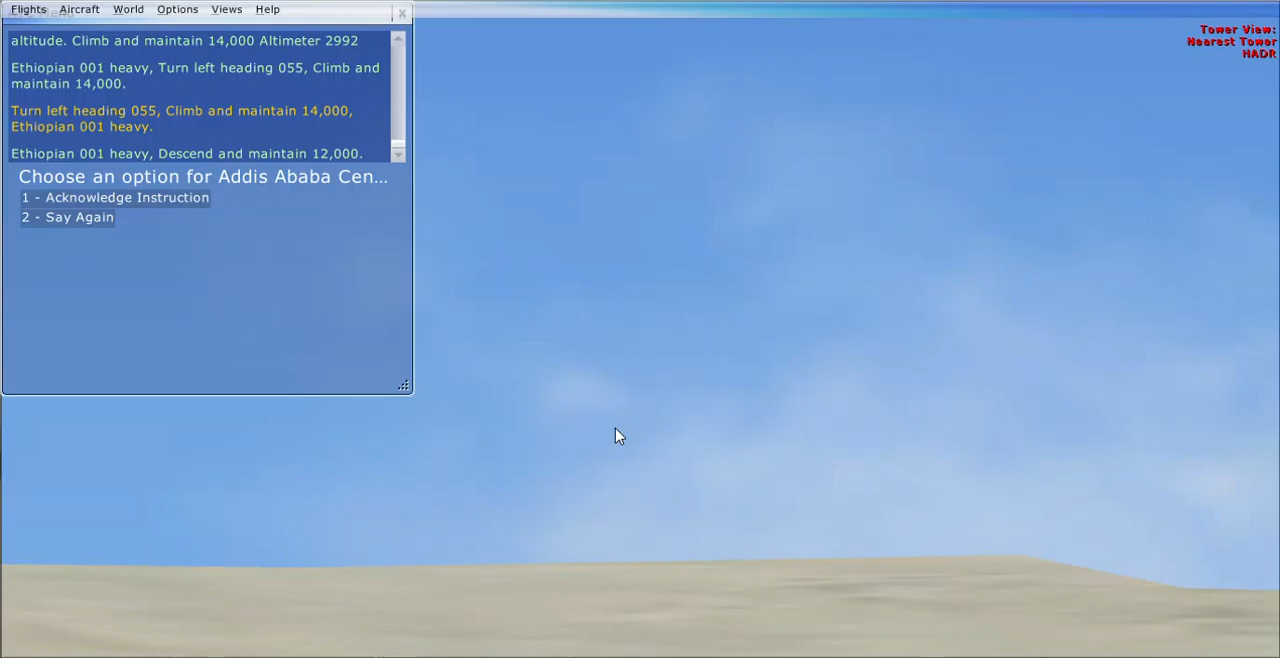 Flights Aircraft World Options Views Help
altitude. Climb and maintain 14,000 Altimeter 2992
Ethiopian 001 heavy, Turn left heading 055, Climb and
maintain 14,000.
Turn left heading 055, Climb and maintain 14,000,
Ethiopian 001 heavy.
Ethiopian 001 heavy, Descend and maintain 12,000.
Choose an option for Addis Ababa Cen...
1 - Acknowledge Instruction
2 - Say Again
Tower View:
Nearest Tower
HADR